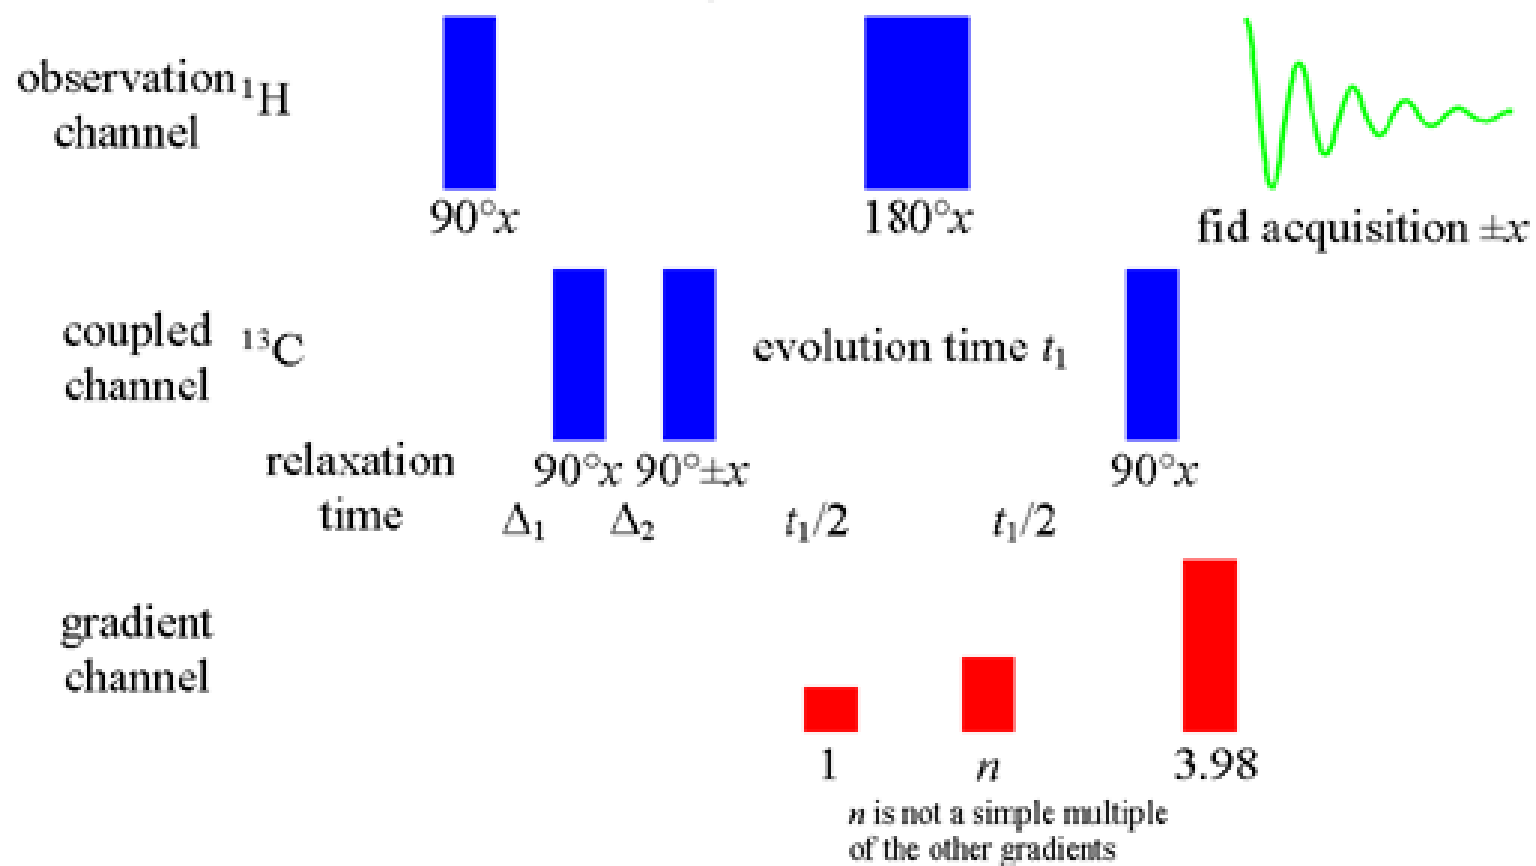 observation ¹H
channel
90°x
180°x
fid acquisition ±x
coupled ¹³C
channel
evolution time t₁
90°x 90°±x
90°x
relaxation
time
Δ₁
Δ₂
t₁/2
t₁/2
gradient
channel
1
n
3.98
n is not a simple multiple
of the other gradients